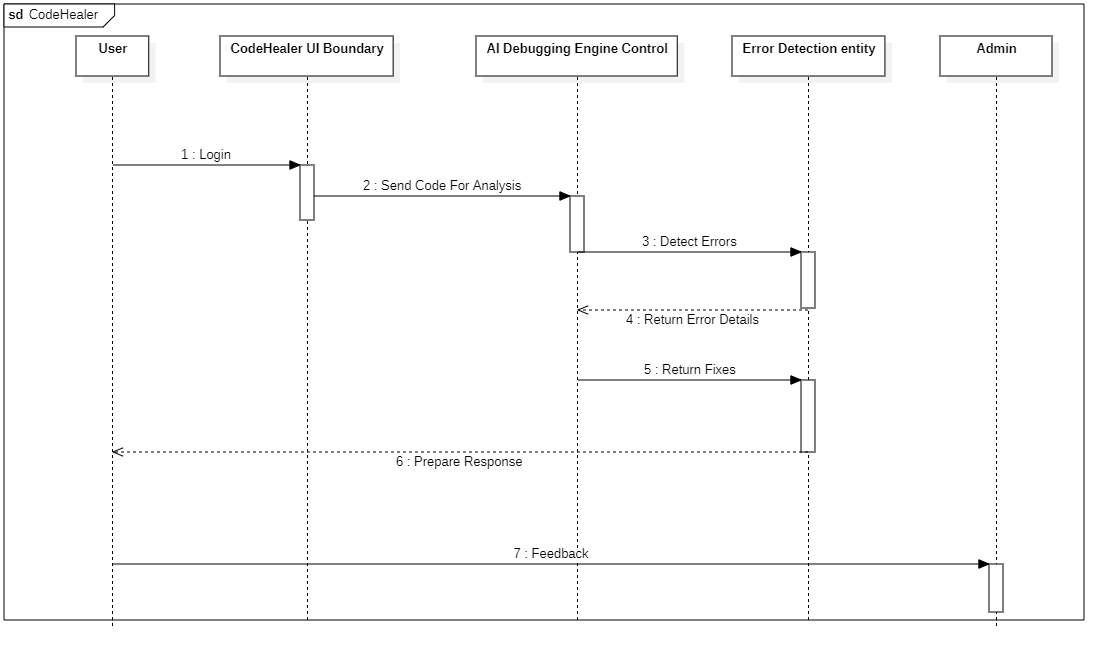 sd CodeHealer
User
CodeHealer UI Boundary
AI Debugging Engine Control
Error Detection entity
Admin
1 : Login
2 : Send Code For Analysis
3 : Detect Errors
4 : Return Error Details
5 : Return Fixes
6 : Prepare Response
7 : Feedback